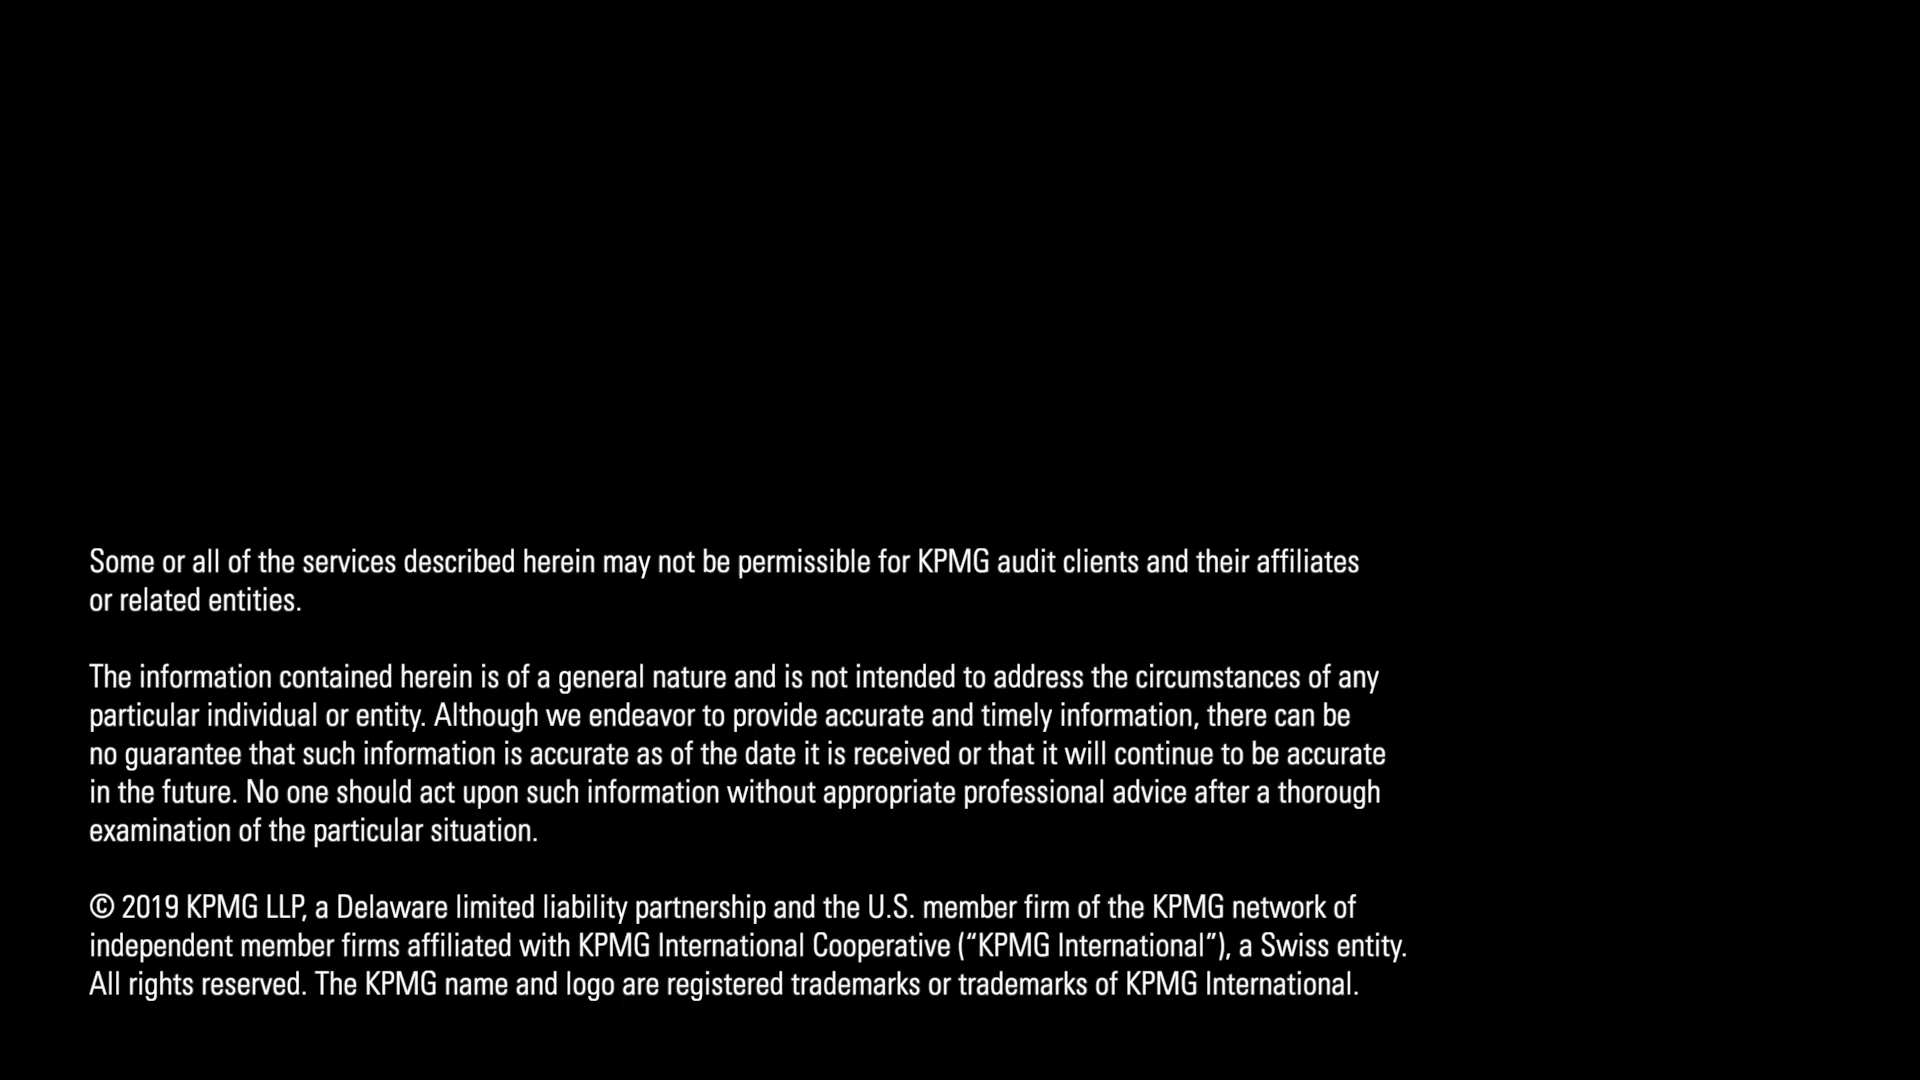 Some or all of the services described herein may not be permissible for KPMG audit clients and their affiliates
or related entities.
The information contained herein is of a general nature and is not intended to address the circumstances of any
particular individual or entity. Although we endeavor to provide accurate and timely information, there can be
no guarantee that such information is accurate as of the date it is received or that it will continue to be accurate
in the future. No one should act upon such information without appropriate professional advice after a thorough
examination of the particular situation.
© 2019 KPMG LLP, a Delaware limited liability partnership and the U.S. member firm of the KPMG network of
independent member firms affiliated with KPMG International Cooperative (“KPMG International”), a Swiss entity.
All rights reserved. The KPMG name and logo are registered trademarks or trademarks of KPMG International.